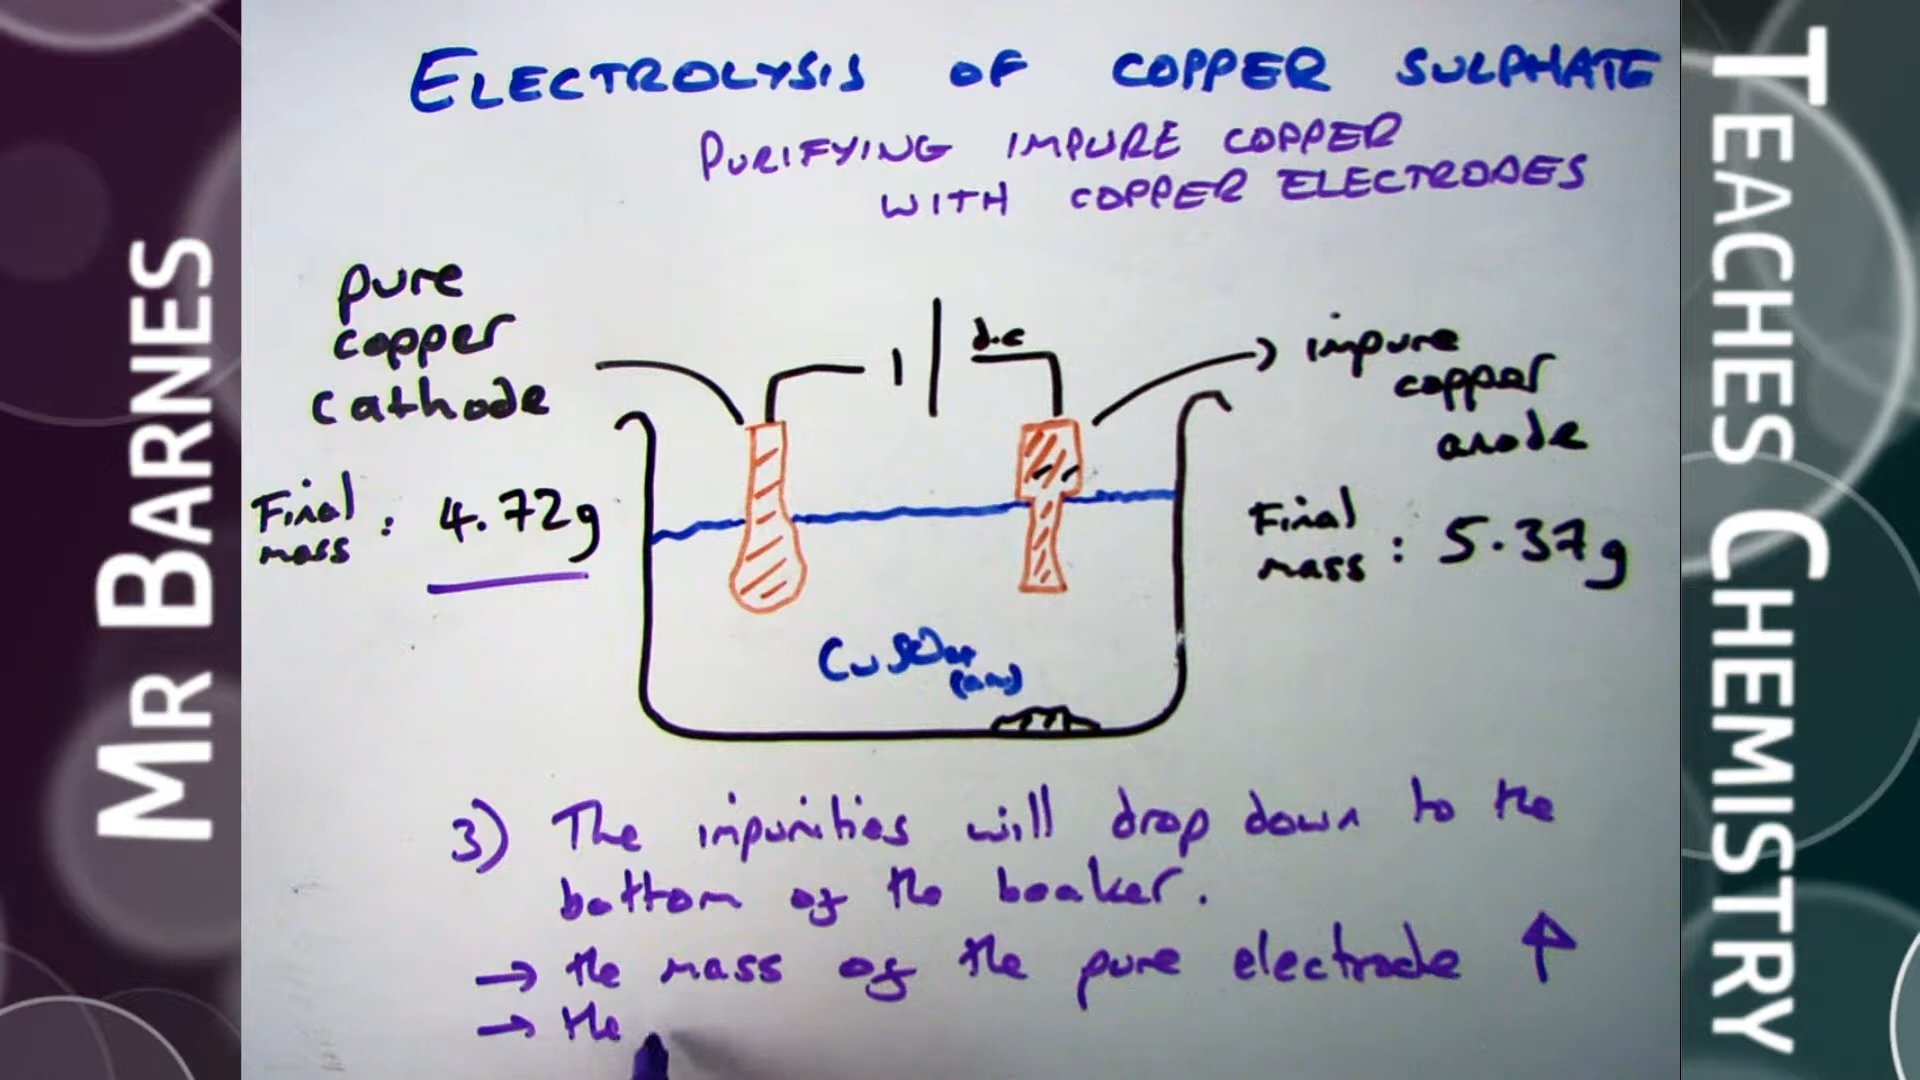 MR BARNES
ELECTROLYSIS OF COPPER SULPHATE
PURIFYING IMPURE COPPER
WITH COPPER ELECTRODES
pure
copper
cathode
d.c
impure
copper
anode
Final
mass : 4.72g
Final
mass : 5.37g
CuSO4
(aq)
3) The impurities will drop down to the
bottom of the beaker.
→ the mass of the pure electrode ↑
→ the
TEACHES CHEMISTRY